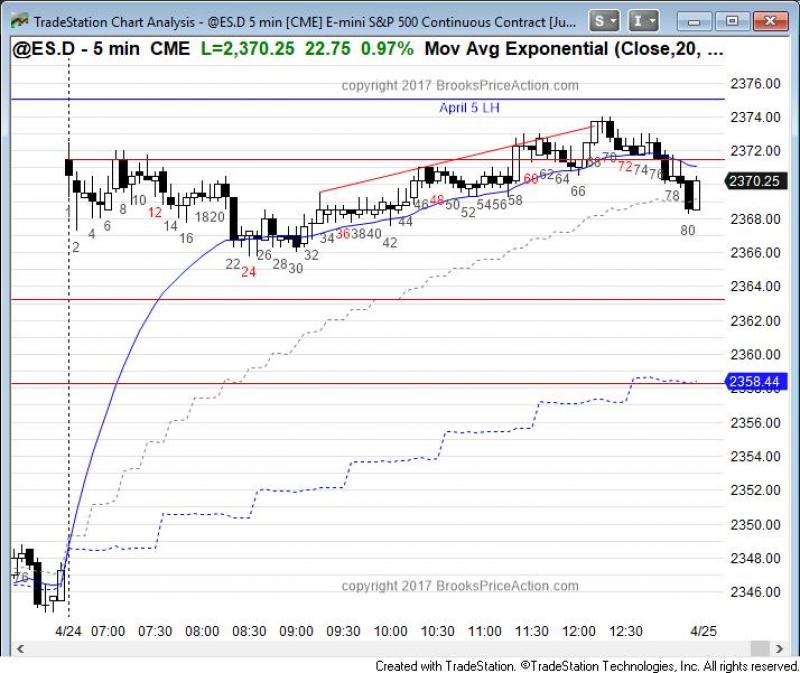 TradeStation Chart Analysis - @ES.D 5 min [CME] E-mini S&P 500 Continuous Contract [Ju...
S I
@ES.D - 5 min CME L=2,370.25 22.75 0.97% Mov Avg Exponential (Close,20, ...
copyright 2017 BrooksPriceAction.com
April 5 LH
2376.00
2374.00
2372.00
2370.25
2368.00
2366.00
2364.00
2362.00
2360.00
2358.44
2356.00
2354.00
2352.00
2350.00
2348.00
2346.00
2 4 6 8 10 12 14 16 1820 22 24 26 28 30 32 34 36 38 40 42 44 46 48 50 52 54 56 58 60 62 64 66 68 70 72 74 76 78 80
76
copyright 2017 BrooksPriceAction.com
4/24 07:00 07:30 08:00 08:30 09:00 09:30 10:00 10:30 11:00 11:30 12:00 12:30 4/25
Created with TradeStation. ©TradeStation Technologies, Inc. All rights reserved.